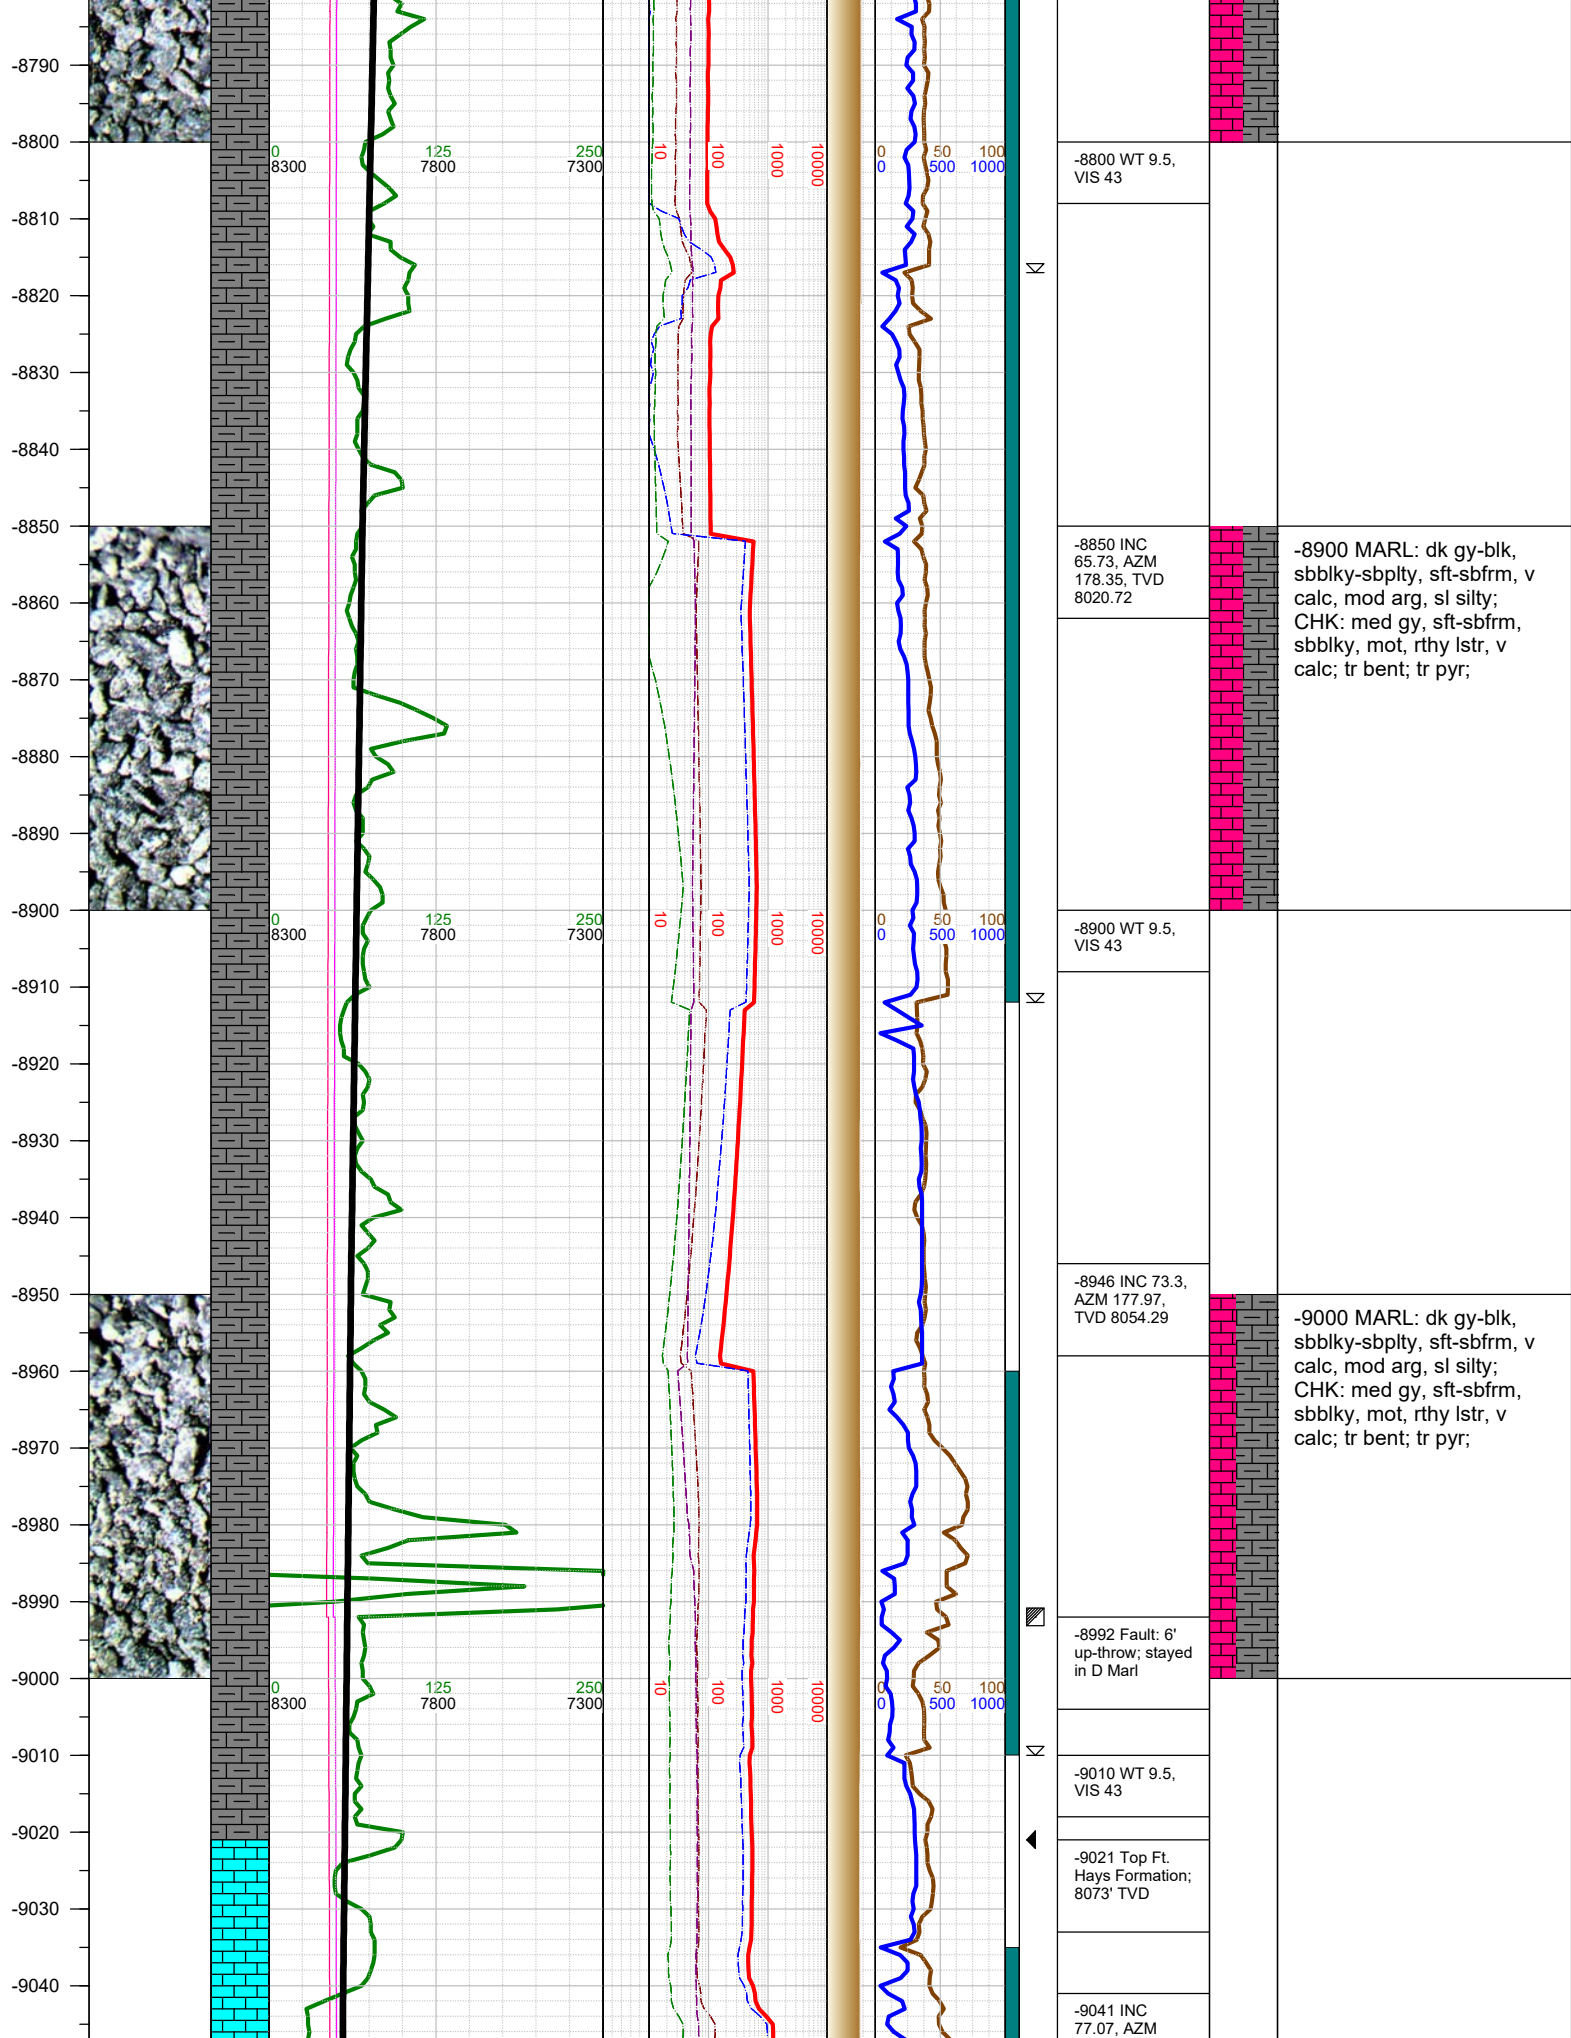 -8790
-8800
0 125 250
8300 7800 7300
10 100 1000 10000
0 50 100
0 500 1000
-8800 WT 9.5,
VIS 43
-8810
-8820
-8830
-8840
-8850
-8850 INC
65.73, AZM
178.35, TVD
8020.72
-8900 MARL: dk gy-blk,
sbblky-sbplty, sft-sbfrm, v
calc, mod arg, sl silty;
CHK: med gy, sft-sbfrm,
sbblky, mot, rthy lstr, v
calc; tr bent; tr pyr;
-8860
-8870
-8880
-8890
-8900
0 125 250
8300 7800 7300
10 100 1000 10000
0 50 100
0 500 1000
-8900 WT 9.5,
VIS 43
-8910
-8920
-8930
-8940
-8946 INC 73.3,
AZM 177.97,
TVD 8054.29
-8950
-9000 MARL: dk gy-blk,
sbblky-sbplty, sft-sbfrm, v
calc, mod arg, sl silty;
CHK: med gy, sft-sbfrm,
sbblky, mot, rthy lstr, v
calc; tr bent; tr pyr;
-8960
-8970
-8980
-8990
-8992 Fault: 6'
up-throw; stayed
in D Marl
-9000
0 125 250
8300 7800 7300
10 100 1000 10000
0 50 100
0 500 1000
-9010
-9010 WT 9.5,
VIS 43
-9020
-9021 Top Ft.
Hays Formation;
8073' TVD
-9030
-9040
-9041 INC
77.07, AZM